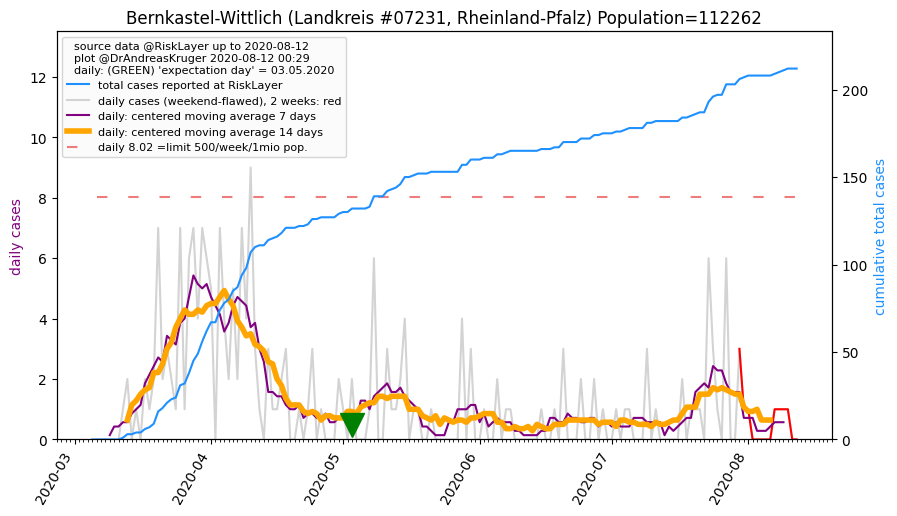 Bernkastel-Wittlich (Landkreis #07231, Rheinland-Pfalz) Population=112262
source data @RiskLayer up to 2020-08-12
plot @DrAndreasKruger 2020-08-12 00:29
daily: (GREEN) 'expectation day' = 03.05.2020
total cases reported at RiskLayer
daily cases (weekend-flawed), 2 weeks: red
daily: centered moving average 7 days
daily: centered moving average 14 days
daily 8.02 =limit 500/week/1mio pop.
daily cases
12
10
8
6
4
2
0
cumulative total cases
200
150
100
50
0
2020-03
2020-04
2020-05
2020-06
2020-07
2020-08